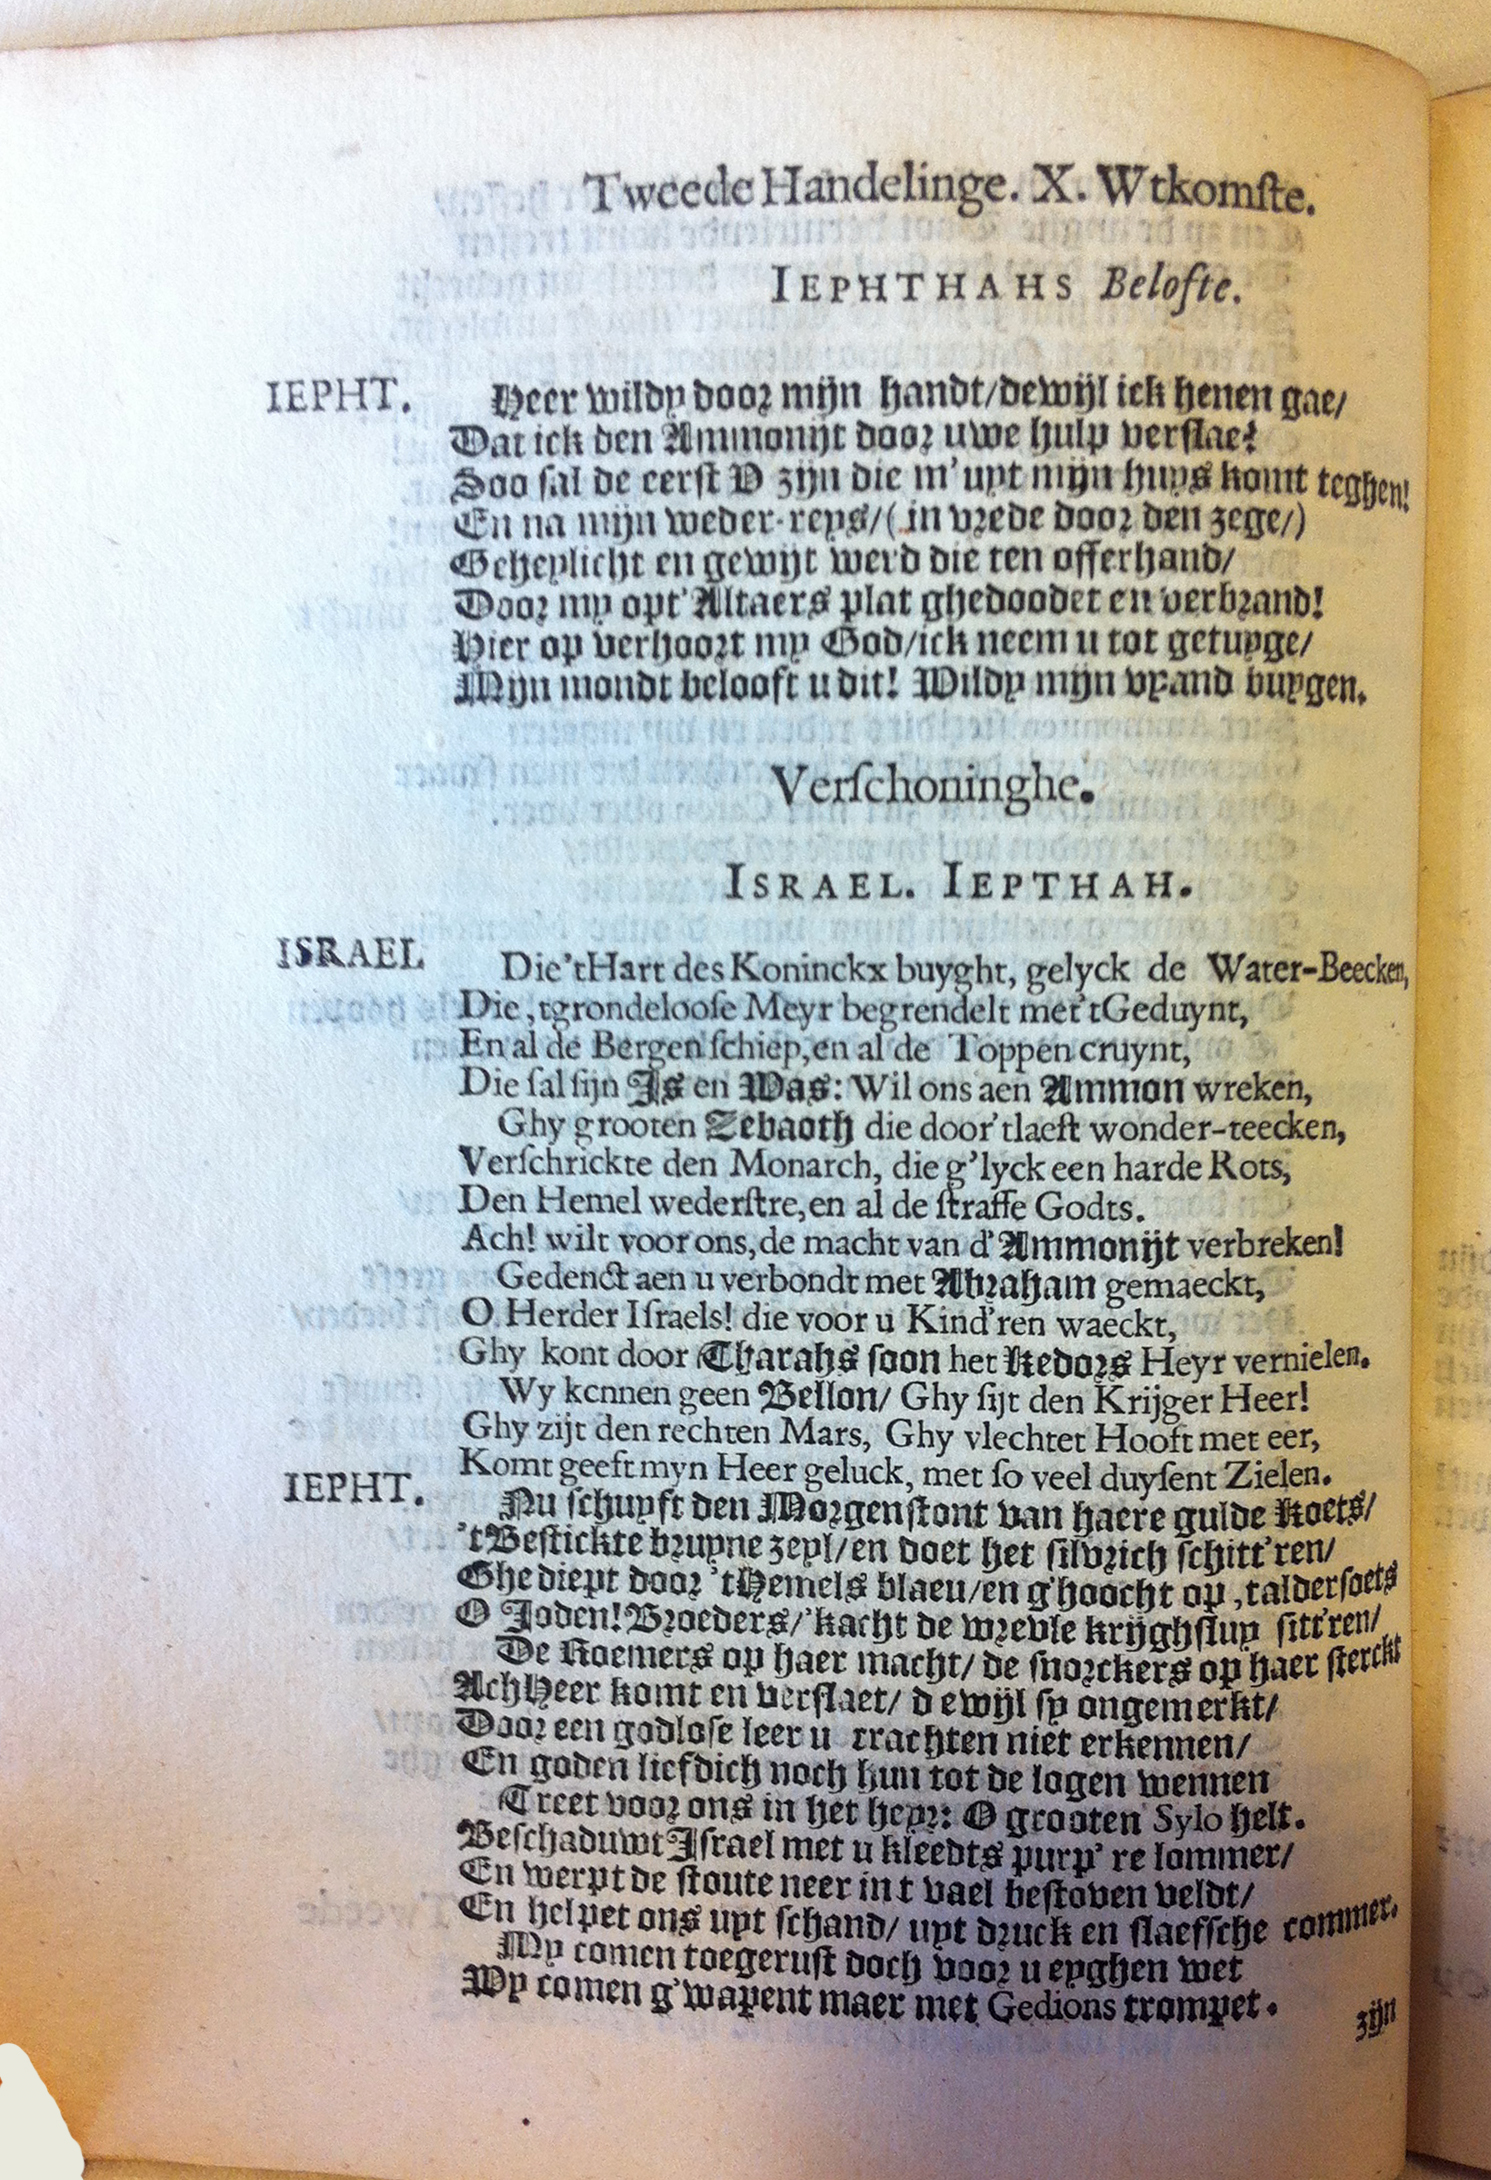 Tweede Handelinge. X. Wtkomſte.
IEPHTHAHS Belofte.
IEPHT. Heer wildy door mijn handt/dewijl ick henen gae/
Dat ick den Ammonijt door uwe hulp verſlae!
Soo ſal de eerſt V zijn die m'uyt mijn huys komt teghen!
En na mijn weder-reys/(in vrede door den zege/)
Geheylicht en gewijt werd die ten offerhand/
Door my opt'Altaers plat ghedoodet en verbrand!
Hier op verhoort my God/ick neem u tot getuyge/
Mijn mondt belooft u dit! Wildy mijn vyand buygen.
Verſchoninghe.
ISRAEL. IEPTHAH.
ISRAEL Die'tHart des Koninckx buyght, gelyck de Water-Beecken,
Die ,tgrondelooſe Meyr begrendelt met'tGeduynt,
En al de Bergen ſchiep,en al de Toppen cruynt,
Die ſal ſijn Is en Was: Wil ons aen Ammon wreken,
Ghy grooten Zebaoth die door'tlaeſt wonder-teecken,
Verſchrickte den Monarch, die g'lyck een harde Rots,
Den Hemel wederſtre,en al de ſtraffe Godts.
Ach! wilt voor ons,de macht van d'Ammonijt verbreken!
Gedenct aen u verbondt met Abraham gemaeckt,
O Herder Iſraels! die voor u Kind'ren waeckt,
Ghy kont door Tharahs ſoon het Kedors Heyr vernielen.
Wy kennen geen Bellon/ Ghy ſijt den Krijger Heer!
Ghy zijt den rechten Mars, Ghy vlechtet Hooft met eer,
Komt geeft myn Heer geluck, met ſo veel duyſent Zielen.
IEPHT. Nu ſchuyft den Morgenſtont van haere gulde Koets/
'tBeſtickte bruyne zeyl/en doet het ſilvrich ſchitt'ren/
Ghediept door 'tHemels blaeu/en g'hoocht op ,talderſoets
O Joden! Broeders/'kacht de wrevle krijghſluy ſitt'ren/
De Roemers op haer macht/ de ſnorckers op haer ſterckt
Ach Heer komt en verſlaet/ dewijl ſy ongemerkt/
Door een godloſe leer u crachten niet erkennen/
En goden liefdich noch hun tot de logen wennen
Treet voor ons in het heyr: O grooten Sylo helt.
Beſchaduwt Iſrael met u kleedts purp're lommer/
En werpt de ſtoute neer in t vael beſtoven veldt/
En helpet ons uyt ſchand/ uyt druck en ſlaefſche commer.
Wy comen toegeruſt doch voor u eyghen wet
Wy comen g'wapent maer met Gedions trompet.
zijn